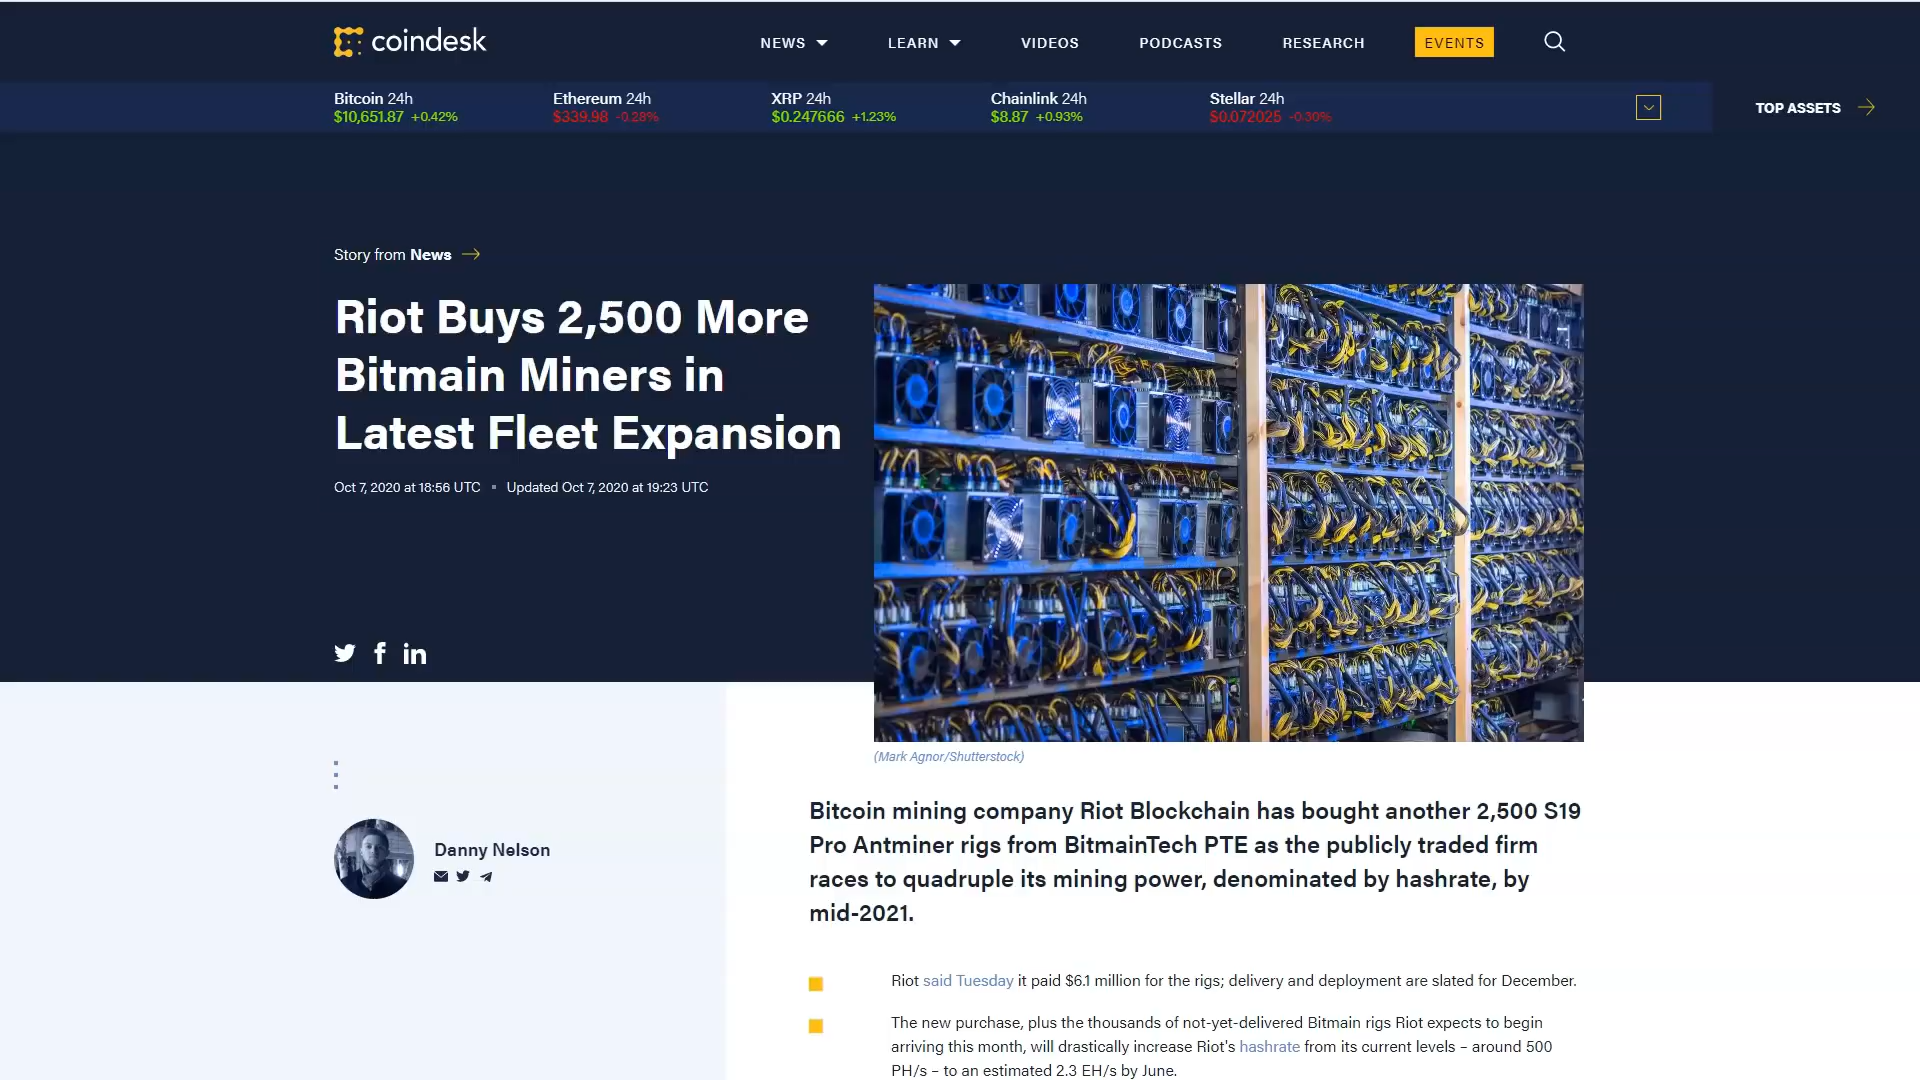 coindesk
NEWS
LEARN
VIDEOS
PODCASTS
RESEARCH
EVENTS
Bitcoin 24h
$10,651.87 +0.42%
Ethereum 24h
$339.98 -0.28%
XRP 24h
$0.247666 +1.23%
Chainlink 24h
$8.87 +0.93%
Stellar 24h
$0.072025 -0.30%
TOP ASSETS
Story from News
Riot Buys 2,500 More
Bitmain Miners in
Latest Fleet Expansion
Oct 7, 2020 at 18:56 UTC ▪ Updated Oct 7, 2020 at 19:23 UTC
(Mark Agnor/Shutterstock)
Danny Nelson
Bitcoin mining company Riot Blockchain has bought another 2,500 S19
Pro Antminer rigs from BitmainTech PTE as the publicly traded firm
races to quadruple its mining power, denominated by hashrate, by
mid-2021.
Riot said Tuesday it paid $6.1 million for the rigs; delivery and deployment are slated for December.
The new purchase, plus the thousands of not-yet-delivered Bitmain rigs Riot expects to begin
arriving this month, will drastically increase Riot's hashrate from its current levels – around 500
PH/s – to an estimated 2.3 EH/s by June.